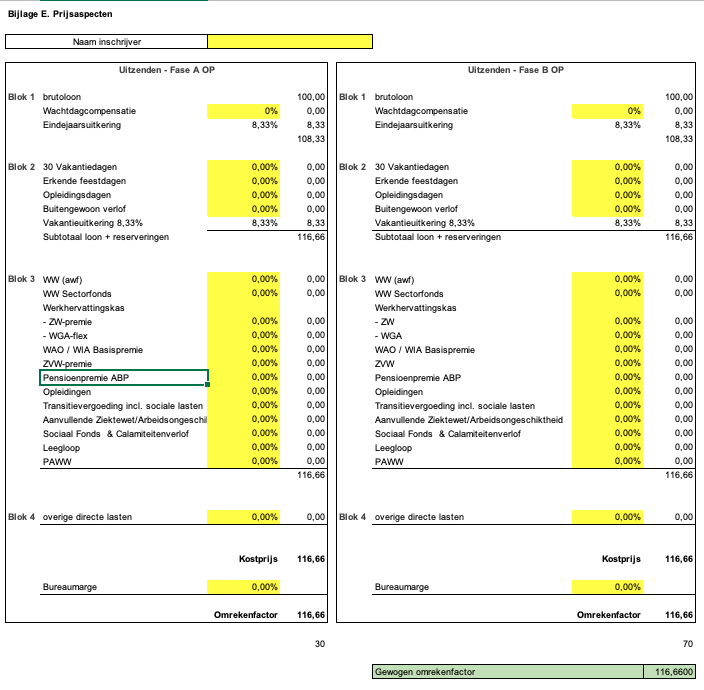 Bijlage E. Prijsaspecten
Naam inschrijver
Uitzenden - Fase A OP
Blok 1 brutoloon 100,00
Wachtdagcompensatie 0% 0,00
Eindejaarsuitkering 8,33% 8,33
108,33
Blok 2 30 Vakantiedagen 0,00% 0,00
Erkende feestdagen 0,00% 0,00
Opleidingsdagen 0,00% 0,00
Buitengewoon verlof 0,00% 0,00
Vakantieuitkering 8,33% 8,33% 8,33
Subtotaal loon + reserveringen 116,66
Blok 3 WW (awf) 0,00% 0,00
WW Sectorfonds 0,00% 0,00
Werkhervattingskas
- ZW-premie 0,00% 0,00
- WGA-flex 0,00% 0,00
WAO / WIA Basispremie 0,00% 0,00
ZVW-premie 0,00% 0,00
Pensioenpremie ABP 0,00% 0,00
Opleidingen 0,00% 0,00
Transitievergoeding incl. sociale lasten 0,00% 0,00
Aanvullende Ziektewet/Arbeidsongeschil 0,00% 0,00
Sociaal Fonds & Calamiteitenverlof 0,00% 0,00
Leegloop 0,00% 0,00
PAWW 0,00% 0,00
116,66
Blok 4 overige directe lasten 0,00% 0,00
Kostprijs 116,66
Bureaumarge 0,00%
Omrekenfactor 116,66
30
Uitzenden - Fase B OP
Blok 1 brutoloon 100,00
Wachtdagcompensatie 0% 0,00
Eindejaarsuitkering 8,33% 8,33
108,33
Blok 2 30 Vakantiedagen 0,00% 0,00
Erkende feestdagen 0,00% 0,00
Opleidingsdagen 0,00% 0,00
Buitengewoon verlof 0,00% 0,00
Vakantieuitkering 8,33% 8,33% 8,33
Subtotaal loon + reserveringen 116,66
Blok 3 WW (awf) 0,00% 0,00
WW Sectorfonds 0,00% 0,00
Werkhervattingskas
- ZW 0,00% 0,00
- WGA 0,00% 0,00
WAO / WIA Basispremie 0,00% 0,00
ZVW 0,00% 0,00
Pensioenpremie ABP 0,00% 0,00
Opleidingen 0,00% 0,00
Transitievergoeding incl. sociale lasten 0,00% 0,00
Aanvullende Ziektewet/Arbeidsongeschiktheid 0,00% 0,00
Sociaal Fonds & Calamiteitenverlof 0,00% 0,00
Leegloop 0,00% 0,00
PAWW 0,00% 0,00
116,66
Blok 4 overige directe lasten 0,00% 0,00
Kostprijs 116,66
Bureaumarge 0,00%
Omrekenfactor 116,66
70
Gewogen omrekenfactor 116,6600